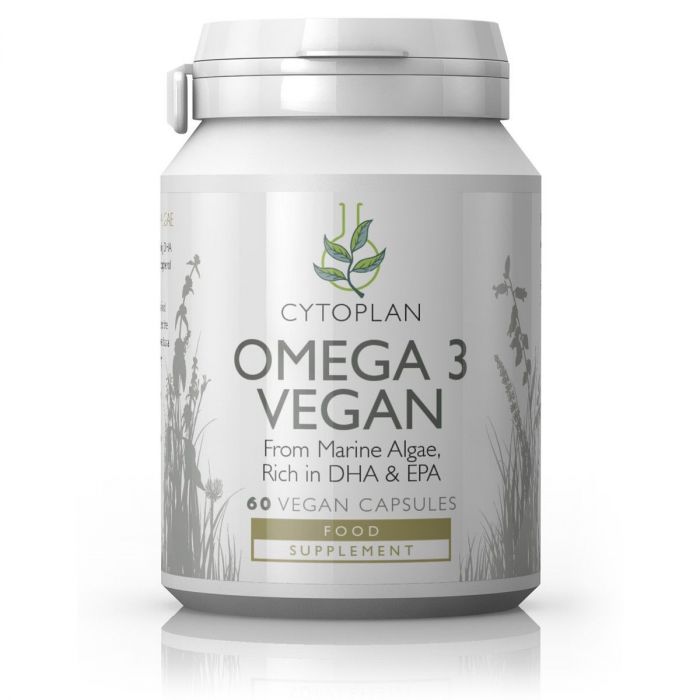 CYTOPLAN
OMEGA 3
VEGAN
From Marine Algae,
Rich in DHA & EPA
60 VEGAN CAPSULES
FOOD
SUPPLEMENT